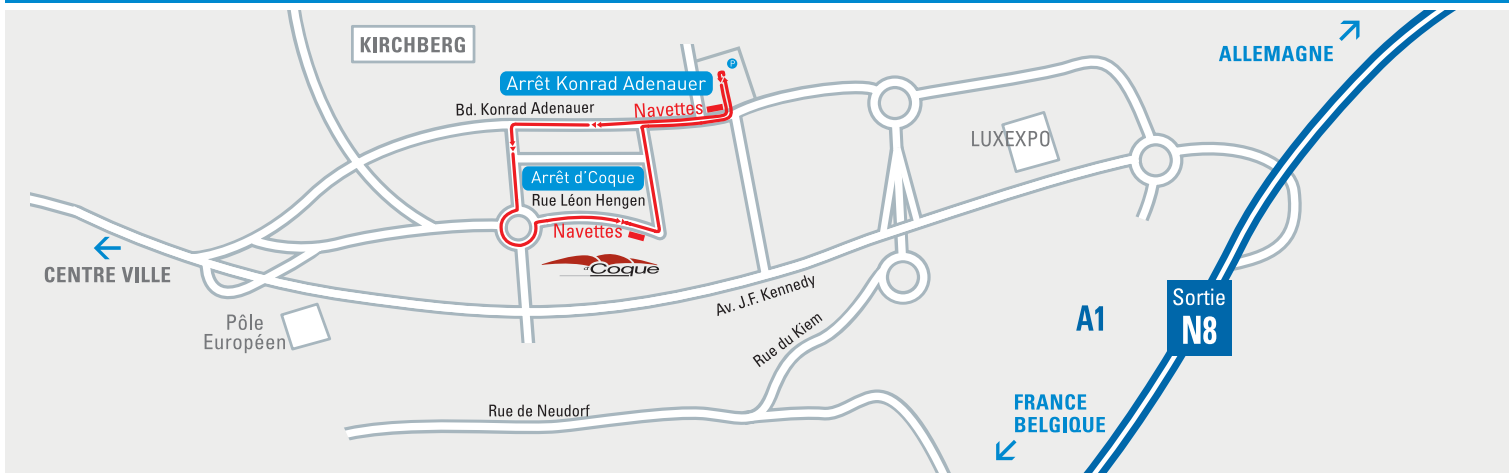 KIRCHBERG
ALLEMAGNE
Arrêt Konrad Adenauer
P
Bd. Konrad Adenauer
Navettes
LUXEXPO
Arrêt d'Coque
Rue Léon Hengen
Navettes
d'Coque
CENTRE VILLE
Av. J.F. Kennedy
Pôle
Européen
Rue du Kiem
A1
Sortie
N8
Rue de Neudorf
FRANCE
BELGIQUE